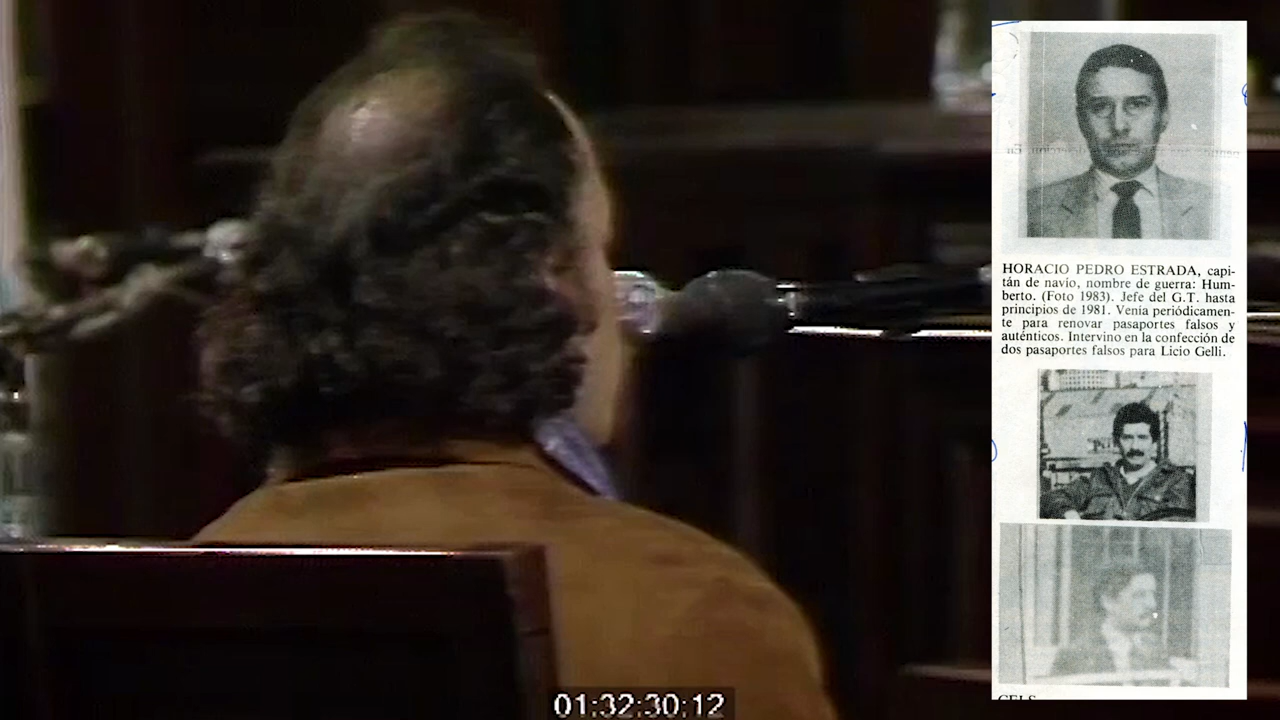 HORACIO PEDRO ESTRADA, capi-
tán de navío, nombre de guerra: Hum-
berto. (Foto 1983). Jefe del G.T. hasta
principios de 1981. Venía periódicamen-
te para renovar pasaportes falsos y
auténticos. Intervino en la confección de
dos pasaportes falsos para Licio Gelli.
CELS
01:32:30:12